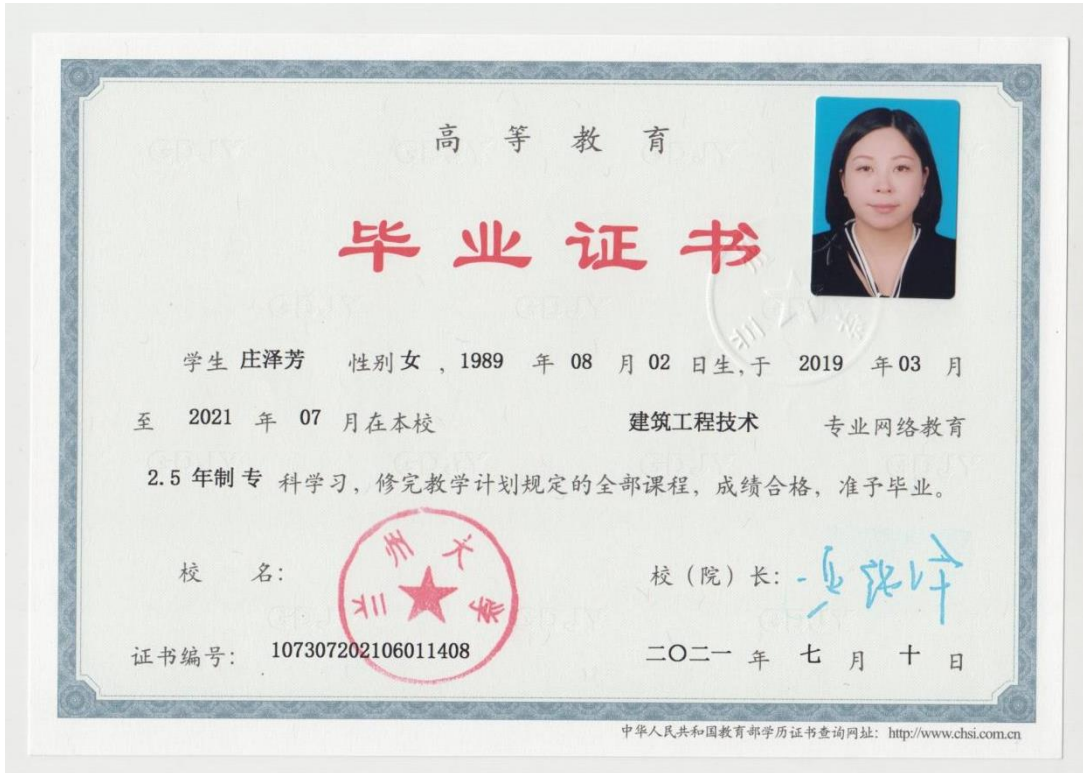 高等教育
毕业证书
学生 庄泽芳 性别 女 ，1989 年 08 月 02 日生，于 2019 年 03 月
至 2021 年 07 月在本校 建筑工程技术 专业网络教育
2.5 年制 专 科学习，修完教学计划规定的全部课程，成绩合格，准予毕业。
校 名：
兰州大学
校（院）长：
证书编号： 107307202106011408 二〇二一 年 七 月 十 日
中华人民共和国教育部学历证书查询网址：http://www.chsi.com.cn